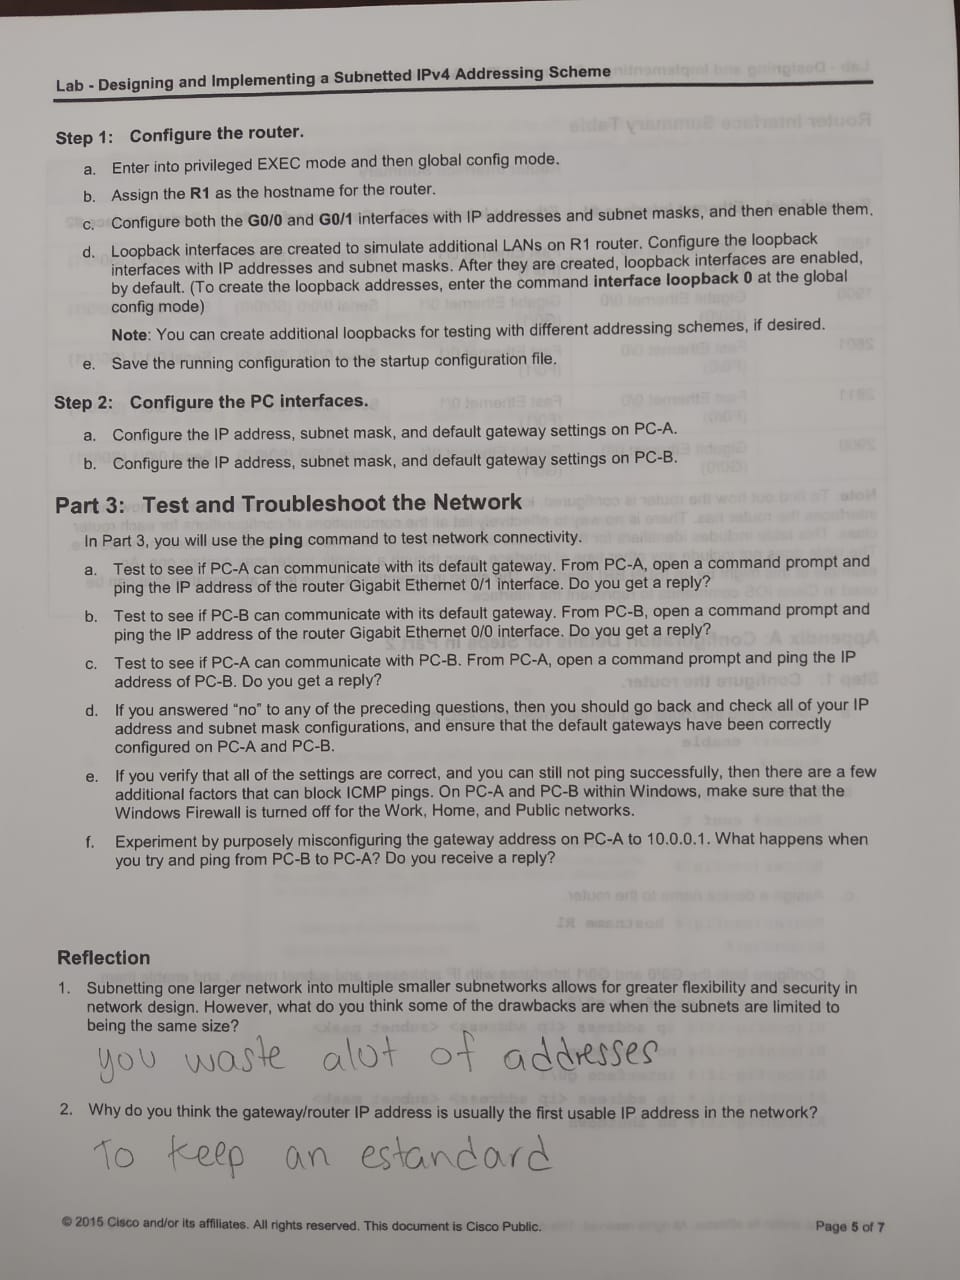 Lab - Designing and Implementing a Subnetted IPv4 Addressing Scheme
Step 1: Configure the router.
a. Enter into privileged EXEC mode and then global config mode.
b. Assign the R1 as the hostname for the router.
c. Configure both the G0/0 and G0/1 interfaces with IP addresses and subnet masks, and then enable them.
d. Loopback interfaces are created to simulate additional LANs on R1 router. Configure the loopback
interfaces with IP addresses and subnet masks. After they are created, loopback interfaces are enabled,
by default. (To create the loopback addresses, enter the command interface loopback 0 at the global
config mode)
Note: You can create additional loopbacks for testing with different addressing schemes, if desired.
e. Save the running configuration to the startup configuration file.
Step 2: Configure the PC interfaces.
a. Configure the IP address, subnet mask, and default gateway settings on PC-A.
b. Configure the IP address, subnet mask, and default gateway settings on PC-B.
Part 3: Test and Troubleshoot the Network
In Part 3, you will use the ping command to test network connectivity.
a. Test to see if PC-A can communicate with its default gateway. From PC-A, open a command prompt and
ping the IP address of the router Gigabit Ethernet 0/1 interface. Do you get a reply?
b. Test to see if PC-B can communicate with its default gateway. From PC-B, open a command prompt and
ping the IP address of the router Gigabit Ethernet 0/0 interface. Do you get a reply?
c. Test to see if PC-A can communicate with PC-B. From PC-A, open a command prompt and ping the IP
address of PC-B. Do you get a reply?
d. If you answered “no” to any of the preceding questions, then you should go back and check all of your IP
address and subnet mask configurations, and ensure that the default gateways have been correctly
configured on PC-A and PC-B.
e. If you verify that all of the settings are correct, and you can still not ping successfully, then there are a few
additional factors that can block ICMP pings. On PC-A and PC-B within Windows, make sure that the
Windows Firewall is turned off for the Work, Home, and Public networks.
f. Experiment by purposely misconfiguring the gateway address on PC-A to 10.0.0.1. What happens when
you try and ping from PC-B to PC-A? Do you receive a reply?
Reflection
1. Subnetting one larger network into multiple smaller subnetworks allows for greater flexibility and security in
network design. However, what do you think some of the drawbacks are when the subnets are limited to
being the same size?
you waste alot of addresses
2. Why do you think the gateway/router IP address is usually the first usable IP address in the network?
To keep an estandard
© 2015 Cisco and/or its affiliates. All rights reserved. This document is Cisco Public. Page 5 of 7